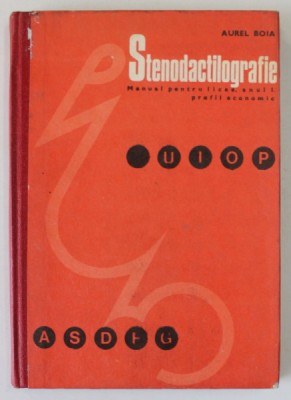 AUREL BOIA
Stenodactilografie
Manual pentru licee, anul I,
profil economic
U I O P
A S D F G